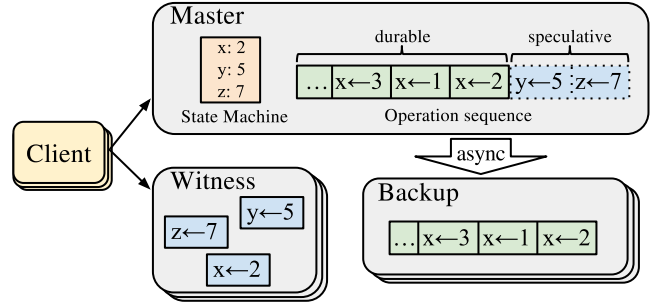 Master
x: 2
y: 5
z: 7
State Machine
durable
speculative
... x←3 x←1 x←2 y←5 z←7
Operation sequence
Client
async
Witness
y←5
z←7
x←2
Backup
... x←3 x←1 x←2